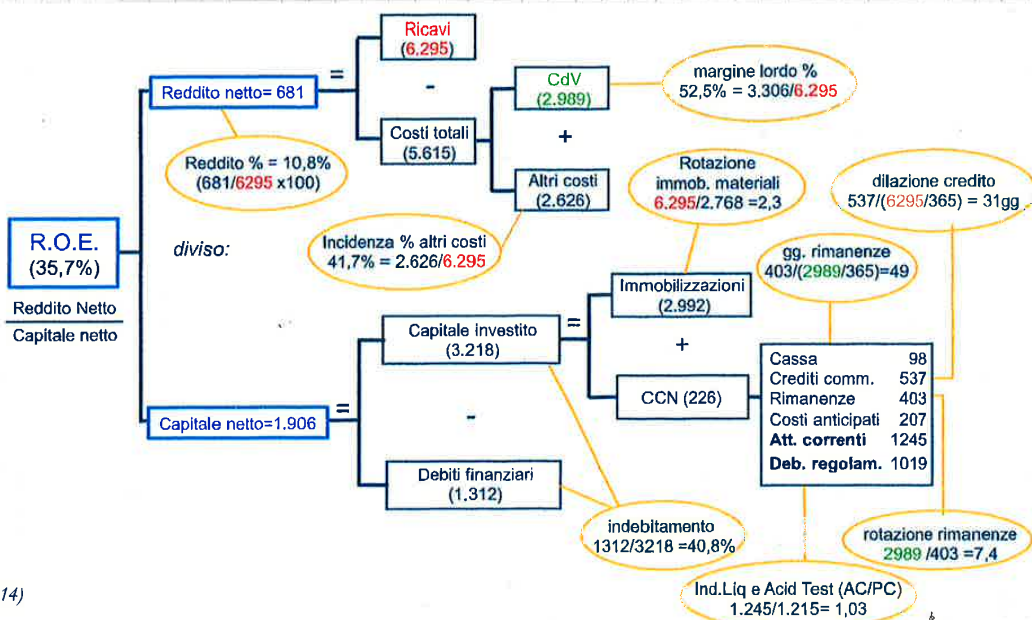 Ricavi
(6.295)
=
Reddito netto= 681
-
CdV
(2.989)
margine lordo %
52,5% = 3.306/6.295
Costi totali
(5.615)
+
Reddito % = 10,8%
(681/6295 x100)
Altri costi
(2.626)
Rotazione
immob. materiali
6.295/2.768 =2,3
dilazione credito
537/(6295/365) = 31gg
R.O.E.
(35,7%)
Reddito Netto
Capitale netto
diviso:
Incidenza % altri costi
41,7% = 2.626/6.295
gg. rimanenze
403/(2989/365)=49
Capitale investito
(3.218)
=
Immobilizzazioni
(2.992)
+
CCN (226)
Cassa 98
Crediti comm. 537
Rimanenze 403
Costi anticipati 207
Att. correnti 1245
Deb. regolam. 1019
Capitale netto=1.906
=
-
Debiti finanziari
(1.312)
indebitamento
1312/3218 =40,8%
rotazione rimanenze
2989 /403 =7,4
Ind.Liq e Acid Test (AC/PC)
1.245/1.215= 1,03
14)